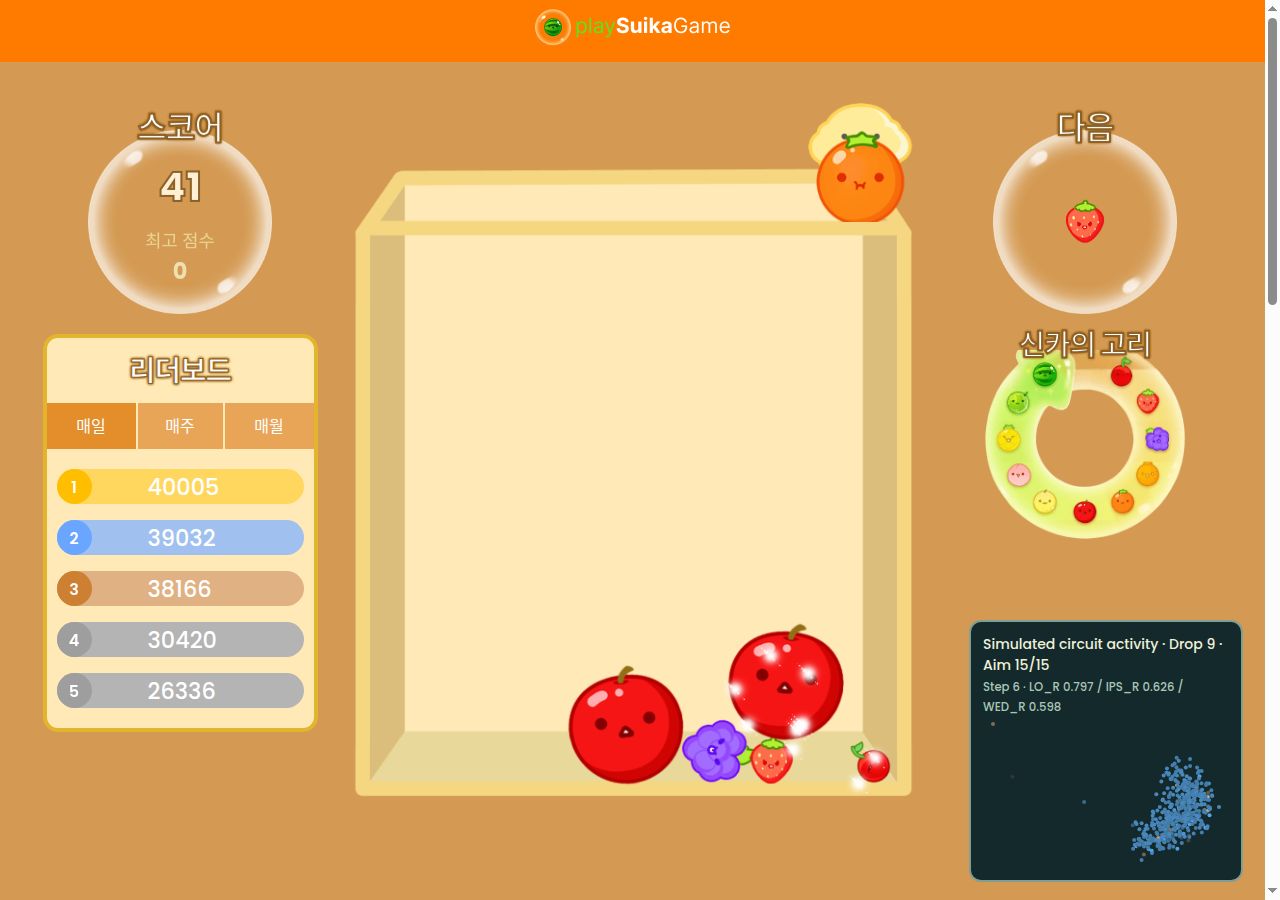 playSuikaGame
스코어
41
최고 점수
0
리더보드
매일 매주 매월
1 40005
2 39032
3 38166
4 30420
5 26336
다음
신카의 고리
Simulated circuit activity · Drop 9 ·
Aim 15/15
Step 6 · LO_R 0.797 / IPS_R 0.626 /
WED_R 0.598